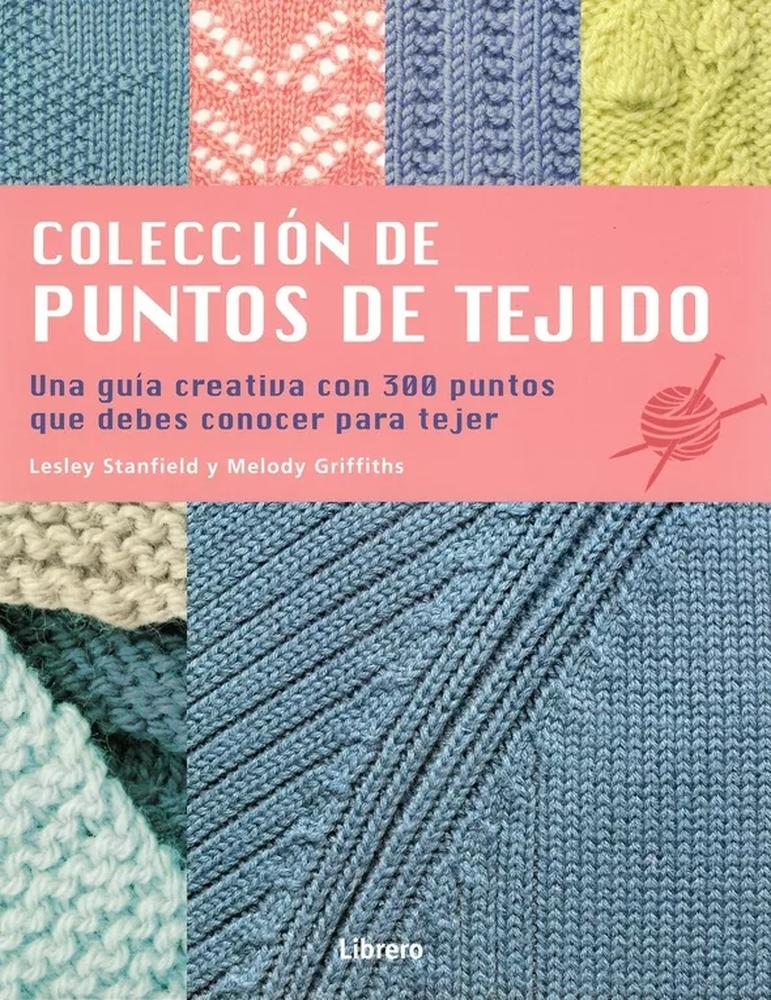 COLECCIÓN DE
PUNTOS DE TEJIDO
Una guía creativa con 300 puntos
que debes conocer para tejer
Lesley Stanfield y Melody Griffiths
Librero